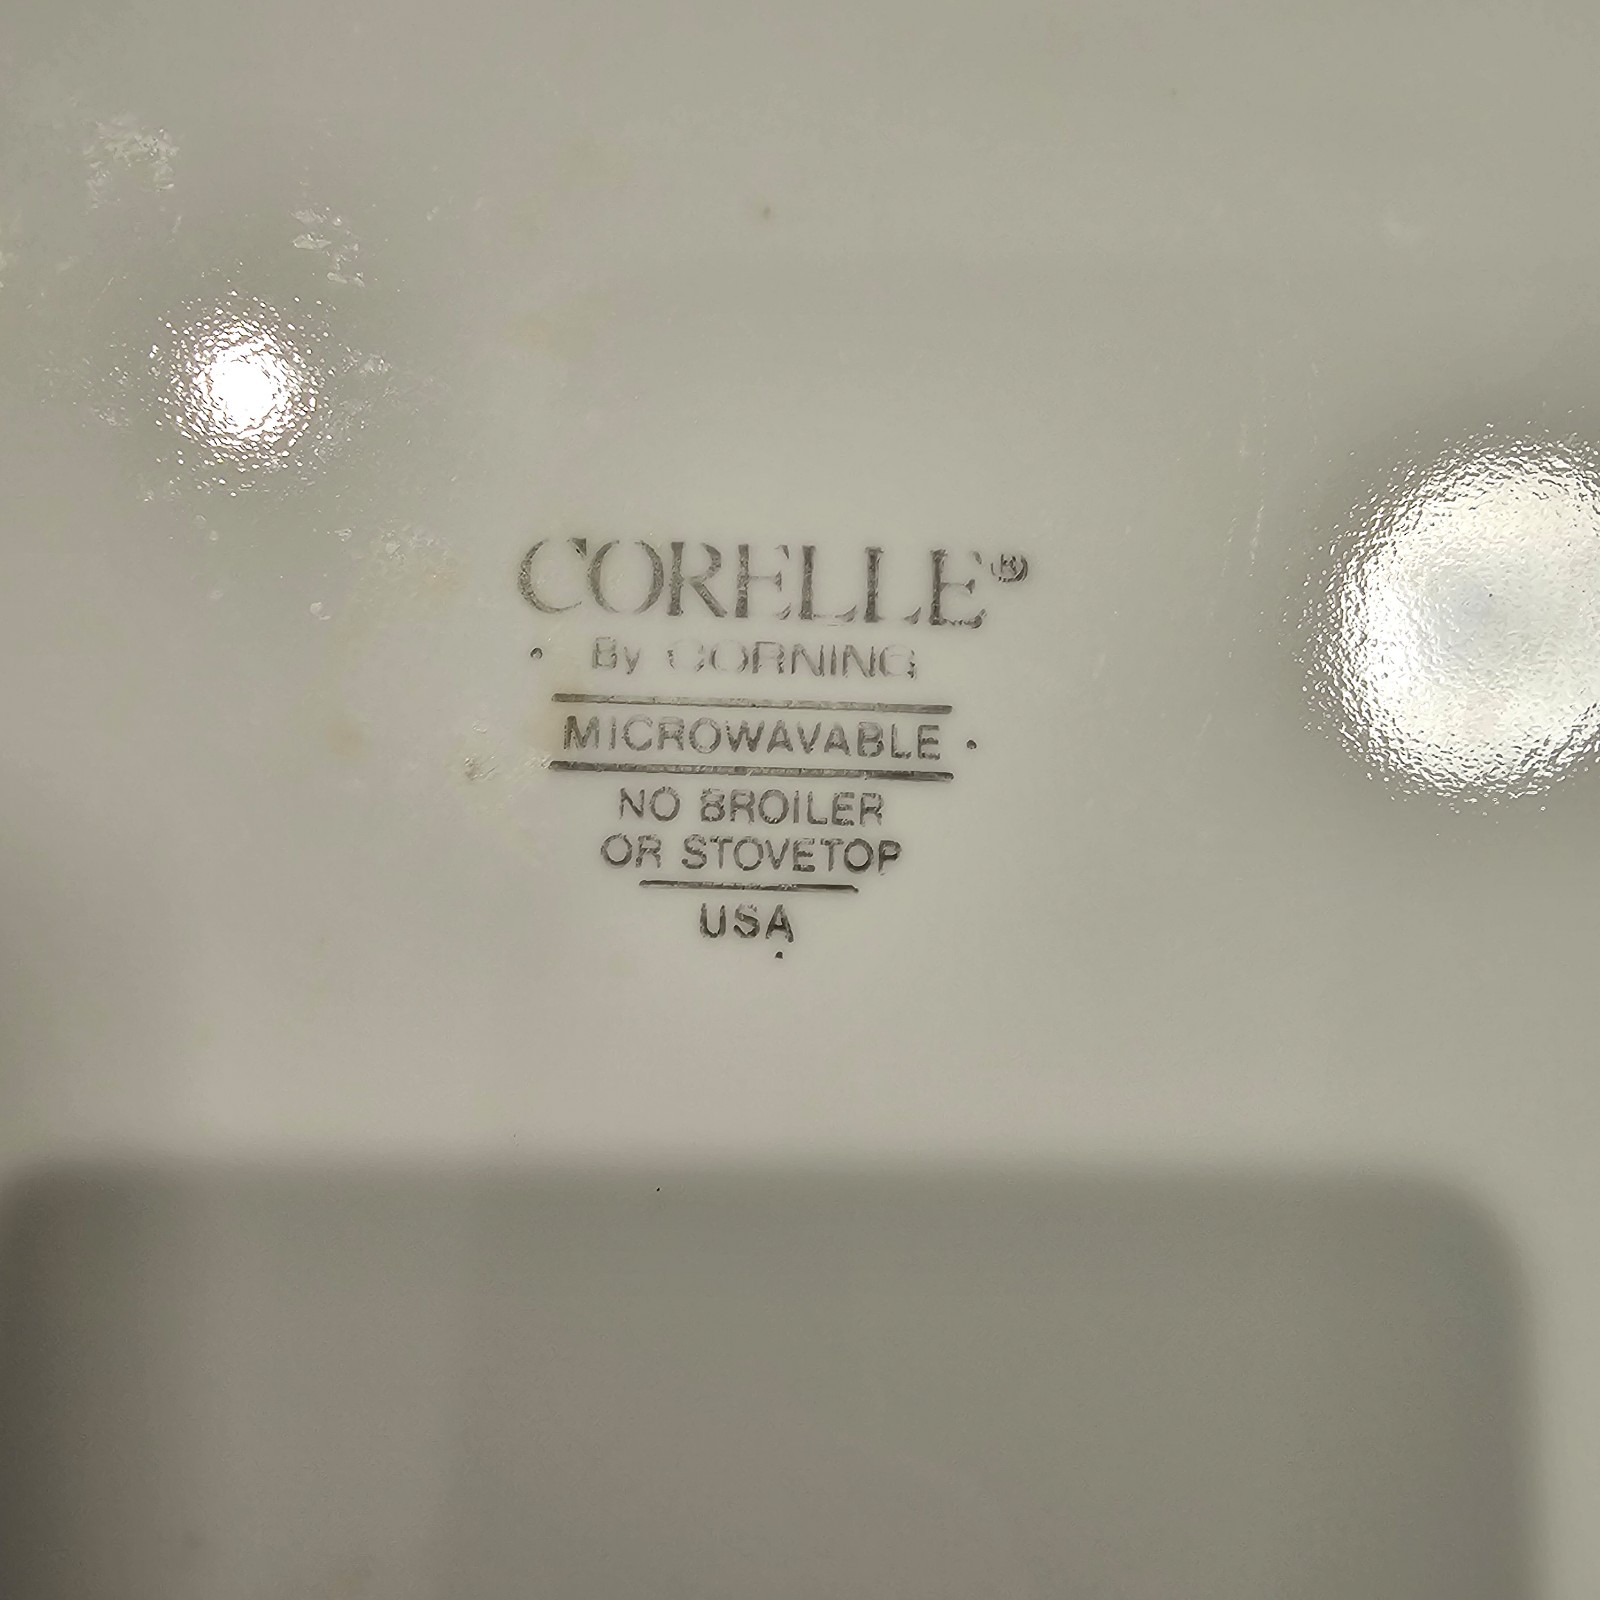 CORELLE®
By CORNING
MICROWAVABLE
NO BROILER
OR STOVETOP
USA